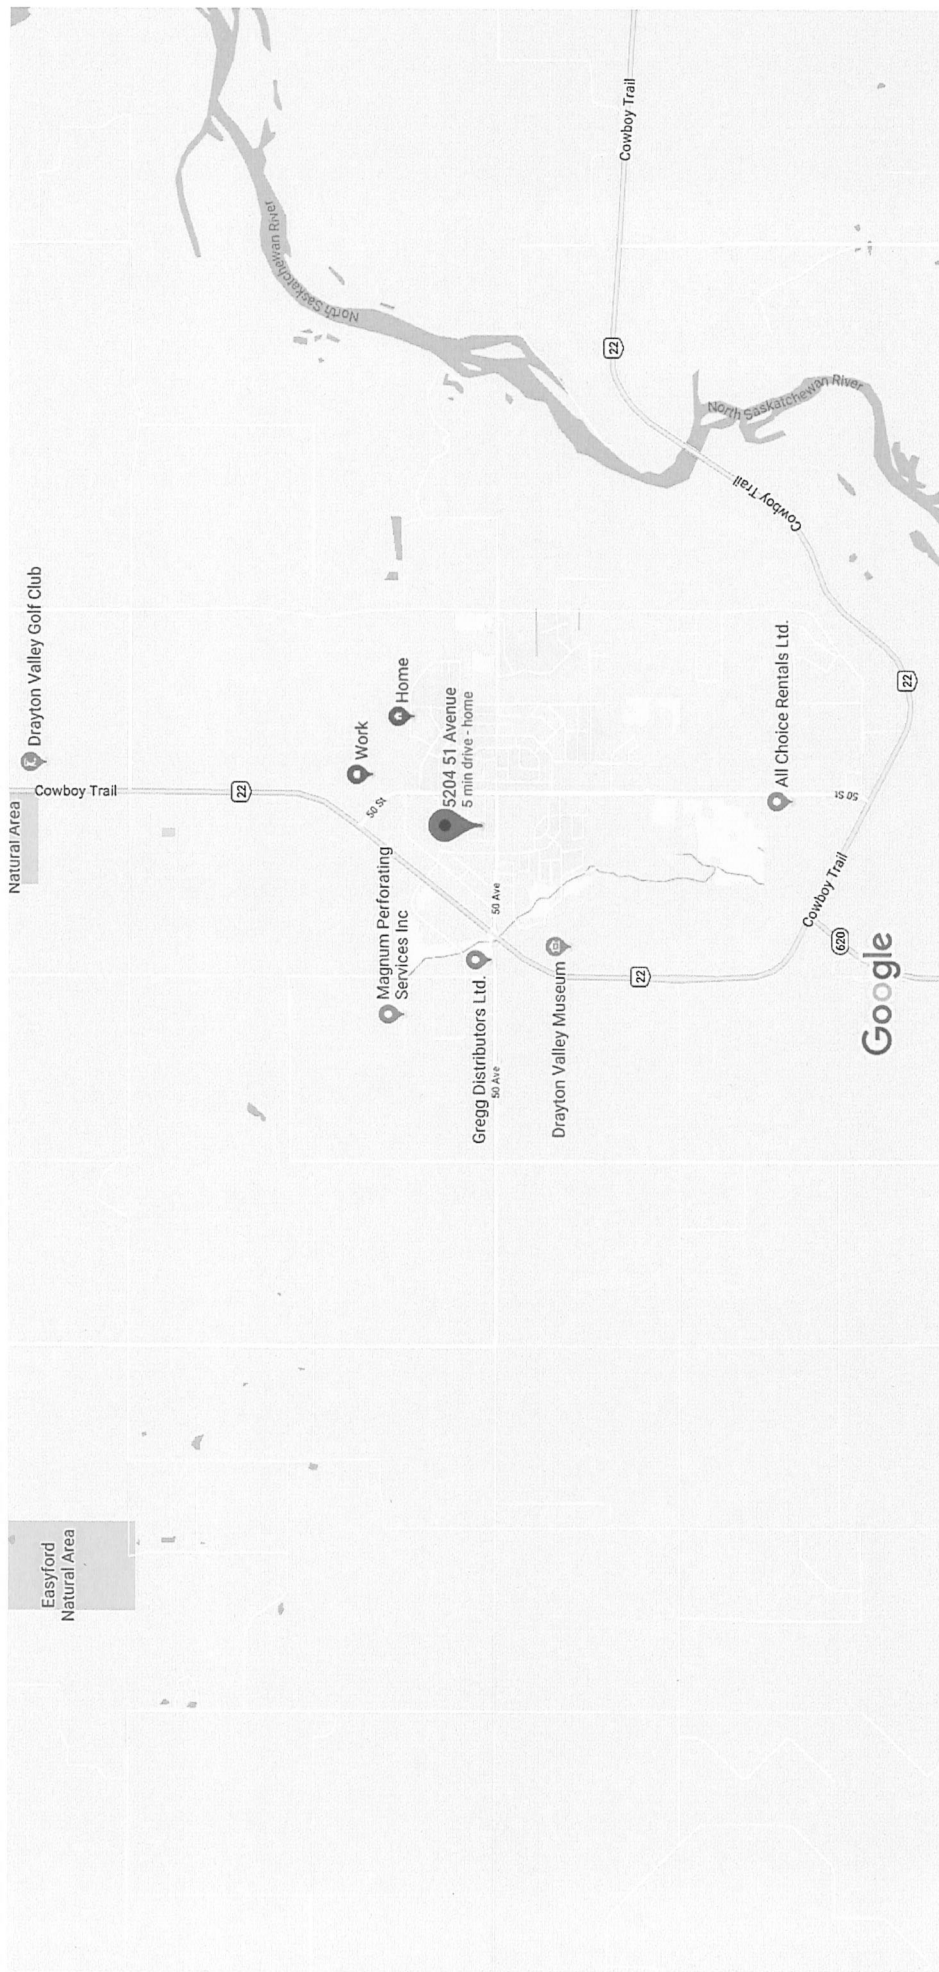 Easyford
Natural Area
Natural Area
Cowboy Trail
Drayton Valley Golf Club
22
Work
Home
50 St
5204 51 Avenue
5 min drive - home
Magnum Perforating
Services Inc
Gregg Distributors Ltd.
50 Ave
50 Ave
Drayton Valley Museum
22
All Choice Rentals Ltd.
50 St
Cowboy Trail
620
22
Cowboy Trail
22
Cowboy Trail
North Saskatchewan River
North Saskatchewan River
Google